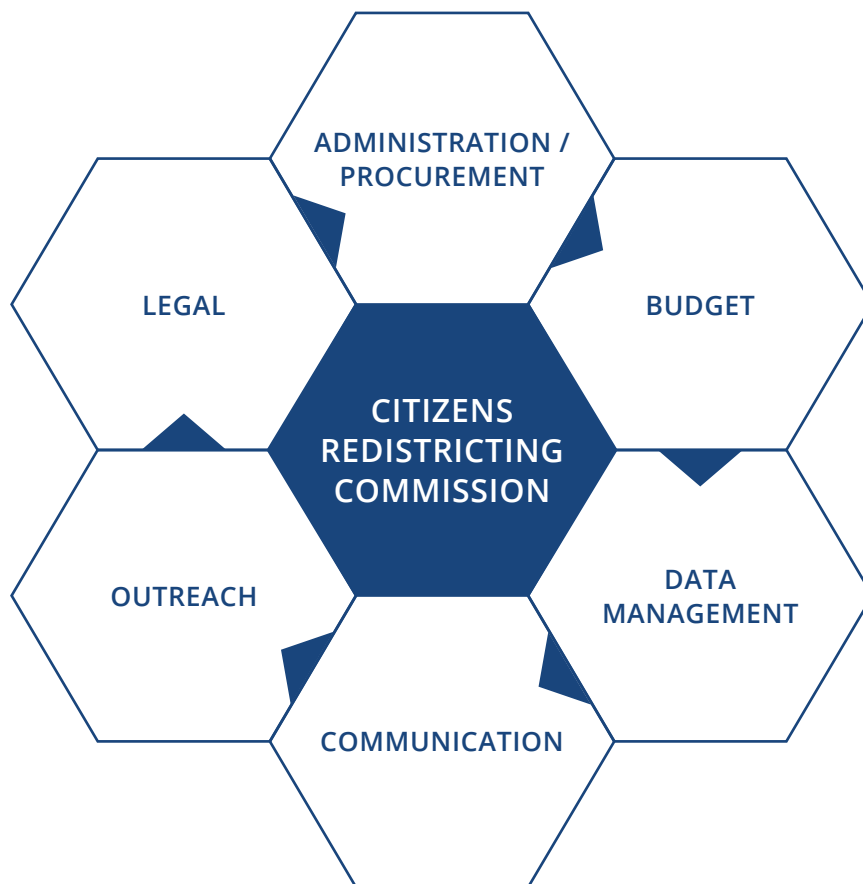 ADMINISTRATION /
PROCUREMENT
LEGAL
BUDGET
CITIZENS
REDISTRICTING
COMMISSION
OUTREACH
DATA
MANAGEMENT
COMMUNICATION